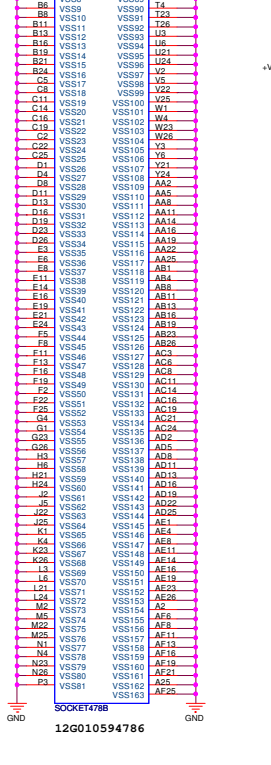 B6 VSS9 VSS90 T4
B8 VSS10 VSS91 T23
B11 VSS11 VSS92 T26
B13 VSS12 VSS93 U3
B16 VSS13 VSS94 U6
B19 VSS14 VSS95 U21
B21 VSS15 VSS96 U24
B24 VSS16 VSS97 V2
C5 VSS17 VSS98 V5
C8 VSS18 VSS99 V22
C11 VSS19 VSS100 V25
C14 VSS20 VSS101 W1
C16 VSS21 VSS102 W4
C19 VSS22 VSS103 W23
C2 VSS23 VSS104 W26
C22 VSS24 VSS105 Y3
C25 VSS25 VSS106 Y6
D1 VSS26 VSS107 Y21
D4 VSS27 VSS108 Y24
D8 VSS28 VSS109 AA2
D11 VSS29 VSS110 AA5
D13 VSS30 VSS111 AA8
D16 VSS31 VSS112 AA11
D19 VSS32 VSS113 AA14
D23 VSS33 VSS114 AA16
D26 VSS34 VSS115 AA19
E3 VSS35 VSS116 AA22
E6 VSS36 VSS117 AA25
E8 VSS37 VSS118 AB1
E11 VSS38 VSS119 AB4
E14 VSS39 VSS120 AB8
E16 VSS40 VSS121 AB11
E19 VSS41 VSS122 AB13
E21 VSS42 VSS123 AB16
E24 VSS43 VSS124 AB19
F5 VSS44 VSS125 AB23
F8 VSS45 VSS126 AB26
F11 VSS46 VSS127 AC3
F13 VSS47 VSS128 AC6
F16 VSS48 VSS129 AC8
F19 VSS49 VSS130 AC11
F2 VSS50 VSS131 AC14
F22 VSS51 VSS132 AC16
F25 VSS52 VSS133 AC19
G4 VSS53 VSS134 AC21
G1 VSS54 VSS135 AC24
G23 VSS55 VSS136 AD2
G26 VSS56 VSS137 AD5
H3 VSS57 VSS138 AD8
H6 VSS58 VSS139 AD11
H21 VSS59 VSS140 AD13
H24 VSS60 VSS141 AD16
J2 VSS61 VSS142 AD19
J5 VSS62 VSS143 AD22
J22 VSS63 VSS144 AD25
J25 VSS64 VSS145 AE1
K1 VSS65 VSS146 AE4
K4 VSS66 VSS147 AE8
K23 VSS67 VSS148 AE11
K26 VSS68 VSS149 AE14
L3 VSS69 VSS150 AE16
L6 VSS70 VSS151 AE19
L21 VSS71 VSS152 AE23
L24 VSS72 VSS153 AE26
M2 VSS73 VSS154 A2
M5 VSS74 VSS155 AF6
M22 VSS75 VSS156 AF8
M25 VSS76 VSS157 AF11
N1 VSS77 VSS158 AF13
N4 VSS78 VSS159 AF16
N23 VSS79 VSS160 AF19
N26 VSS80 VSS161 AF21
P3 VSS81 VSS162 A25
VSS163 AF25
SOCKET478B
GND GND
12G010594786